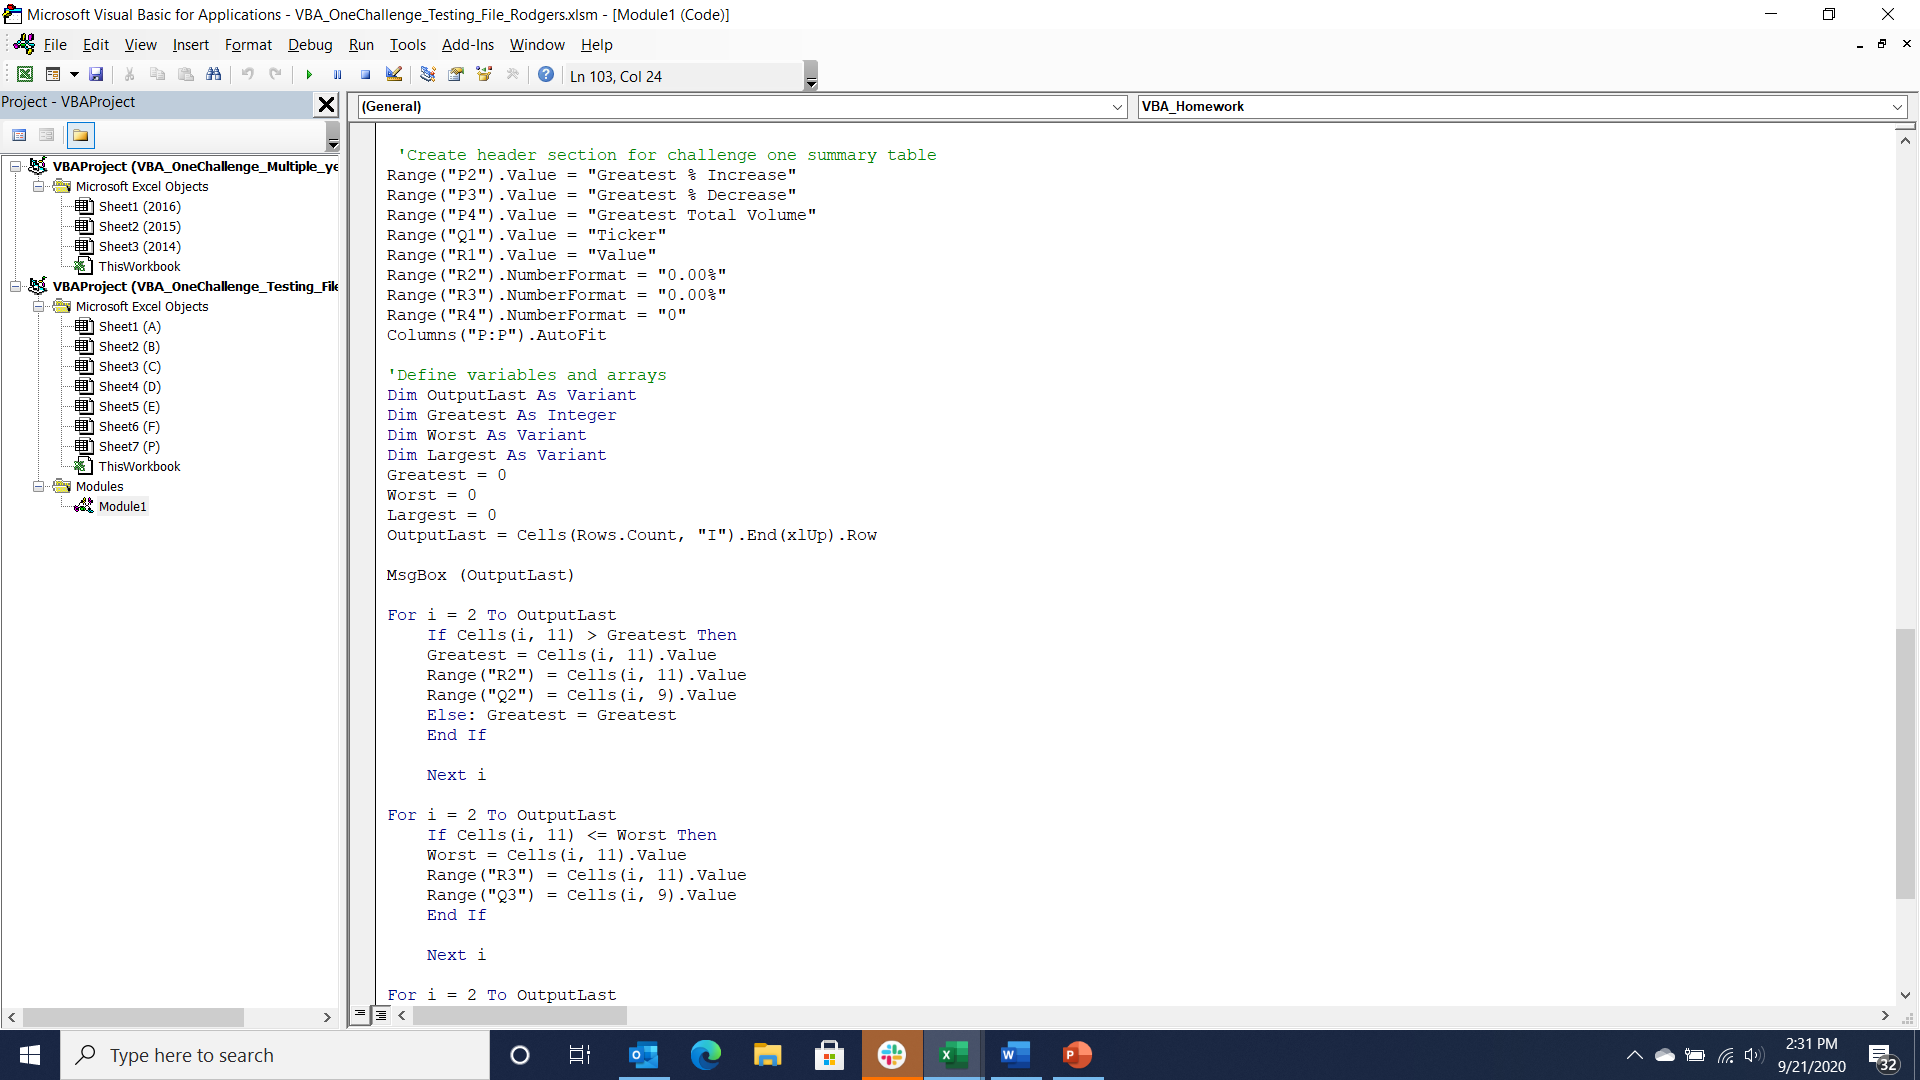 Microsoft Visual Basic for Applications - VBA_OneChallenge_Testing_File_Rodgers.xlsm - [Module1 (Code)]
File Edit View Insert Format Debug Run Tools Add-Ins Window Help
Ln 103, Col 24
Project - VBAProject
(General)
VBA_Homework
VBAProject (VBA_OneChallenge_Multiple_ye
Microsoft Excel Objects
Sheet1 (2016)
Sheet2 (2015)
Sheet3 (2014)
ThisWorkbook
VBAProject (VBA_OneChallenge_Testing_File
Microsoft Excel Objects
Sheet1 (A)
Sheet2 (B)
Sheet3 (C)
Sheet4 (D)
Sheet5 (E)
Sheet6 (F)
Sheet7 (P)
ThisWorkbook
Modules
Module1
'Create header section for challenge one summary table
Range("P2").Value = "Greatest % Increase"
Range("P3").Value = "Greatest % Decrease"
Range("P4").Value = "Greatest Total Volume"
Range("Q1").Value = "Ticker"
Range("R1").Value = "Value"
Range("R2").NumberFormat = "0.00%"
Range("R3").NumberFormat = "0.00%"
Range("R4").NumberFormat = "0"
Columns("P:P").AutoFit
'Define variables and arrays
Dim OutputLast As Variant
Dim Greatest As Integer
Dim Worst As Variant
Dim Largest As Variant
Greatest = 0
Worst = 0
Largest = 0
OutputLast = Cells(Rows.Count, "I").End(xlUp).Row
MsgBox (OutputLast)
For i = 2 To OutputLast
If Cells(i, 11) > Greatest Then
Greatest = Cells(i, 11).Value
Range("R2") = Cells(i, 11).Value
Range("Q2") = Cells(i, 9).Value
Else: Greatest = Greatest
End If
Next i
For i = 2 To OutputLast
If Cells(i, 11) <= Worst Then
Worst = Cells(i, 11).Value
Range("R3") = Cells(i, 11).Value
Range("Q3") = Cells(i, 9).Value
End If
Next i
For i = 2 To OutputLast
Type here to search
2:31 PM
9/21/2020
32